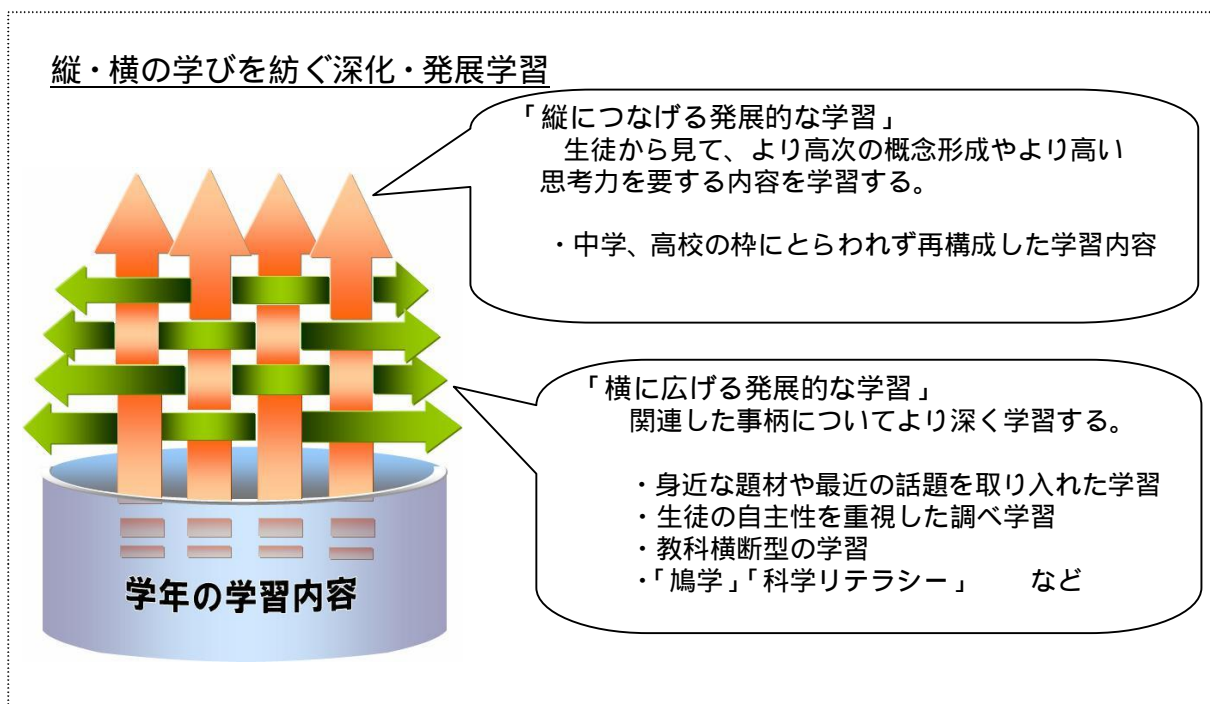 縦・横の学びを紡ぐ深化・発展学習
「縦につなげる発展的な学習」
生徒から見て、より高次の概念形成やより高い
思考力を要する内容を学習する。
・中学、高校の枠にとらわれず再構成した学習内容
「横に広げる発展的な学習」
関連した事柄についてより深く学習する。
・身近な題材や最近の話題を取り入れた学習
・生徒の自主性を重視した調べ学習
・教科横断型の学習
・「鳩学」「科学リテラシー」　　など
学年の学習内容